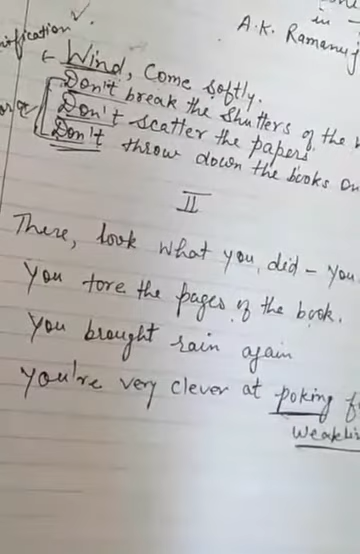 in
A.K. Ramanuj
Wind, Come softly.
Don't break the shutters of the
Don't scatter the papers
Don't throw down the books on
II
There, look what you did - you
You tore the pages of the book.
You brought rain again
You're very clever at poking